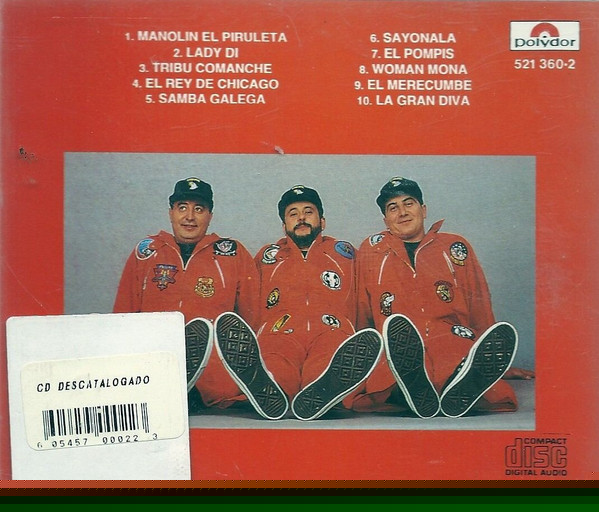 1. MANOLIN EL PIRULETA
2. LADY DI
3. TRIBU COMANCHE
4. EL REY DE CHICAGO
5. SAMBA GALEGA
6. SAYONALA
7. EL POMPIS
8. WOMAN MONA
9. EL MERECUMBE
10. LA GRAN DIVA
polydor
521 360-2
CD DESCATALOGADO
6 05457 00022 3
COMPACT
disc
DIGITAL AUDIO